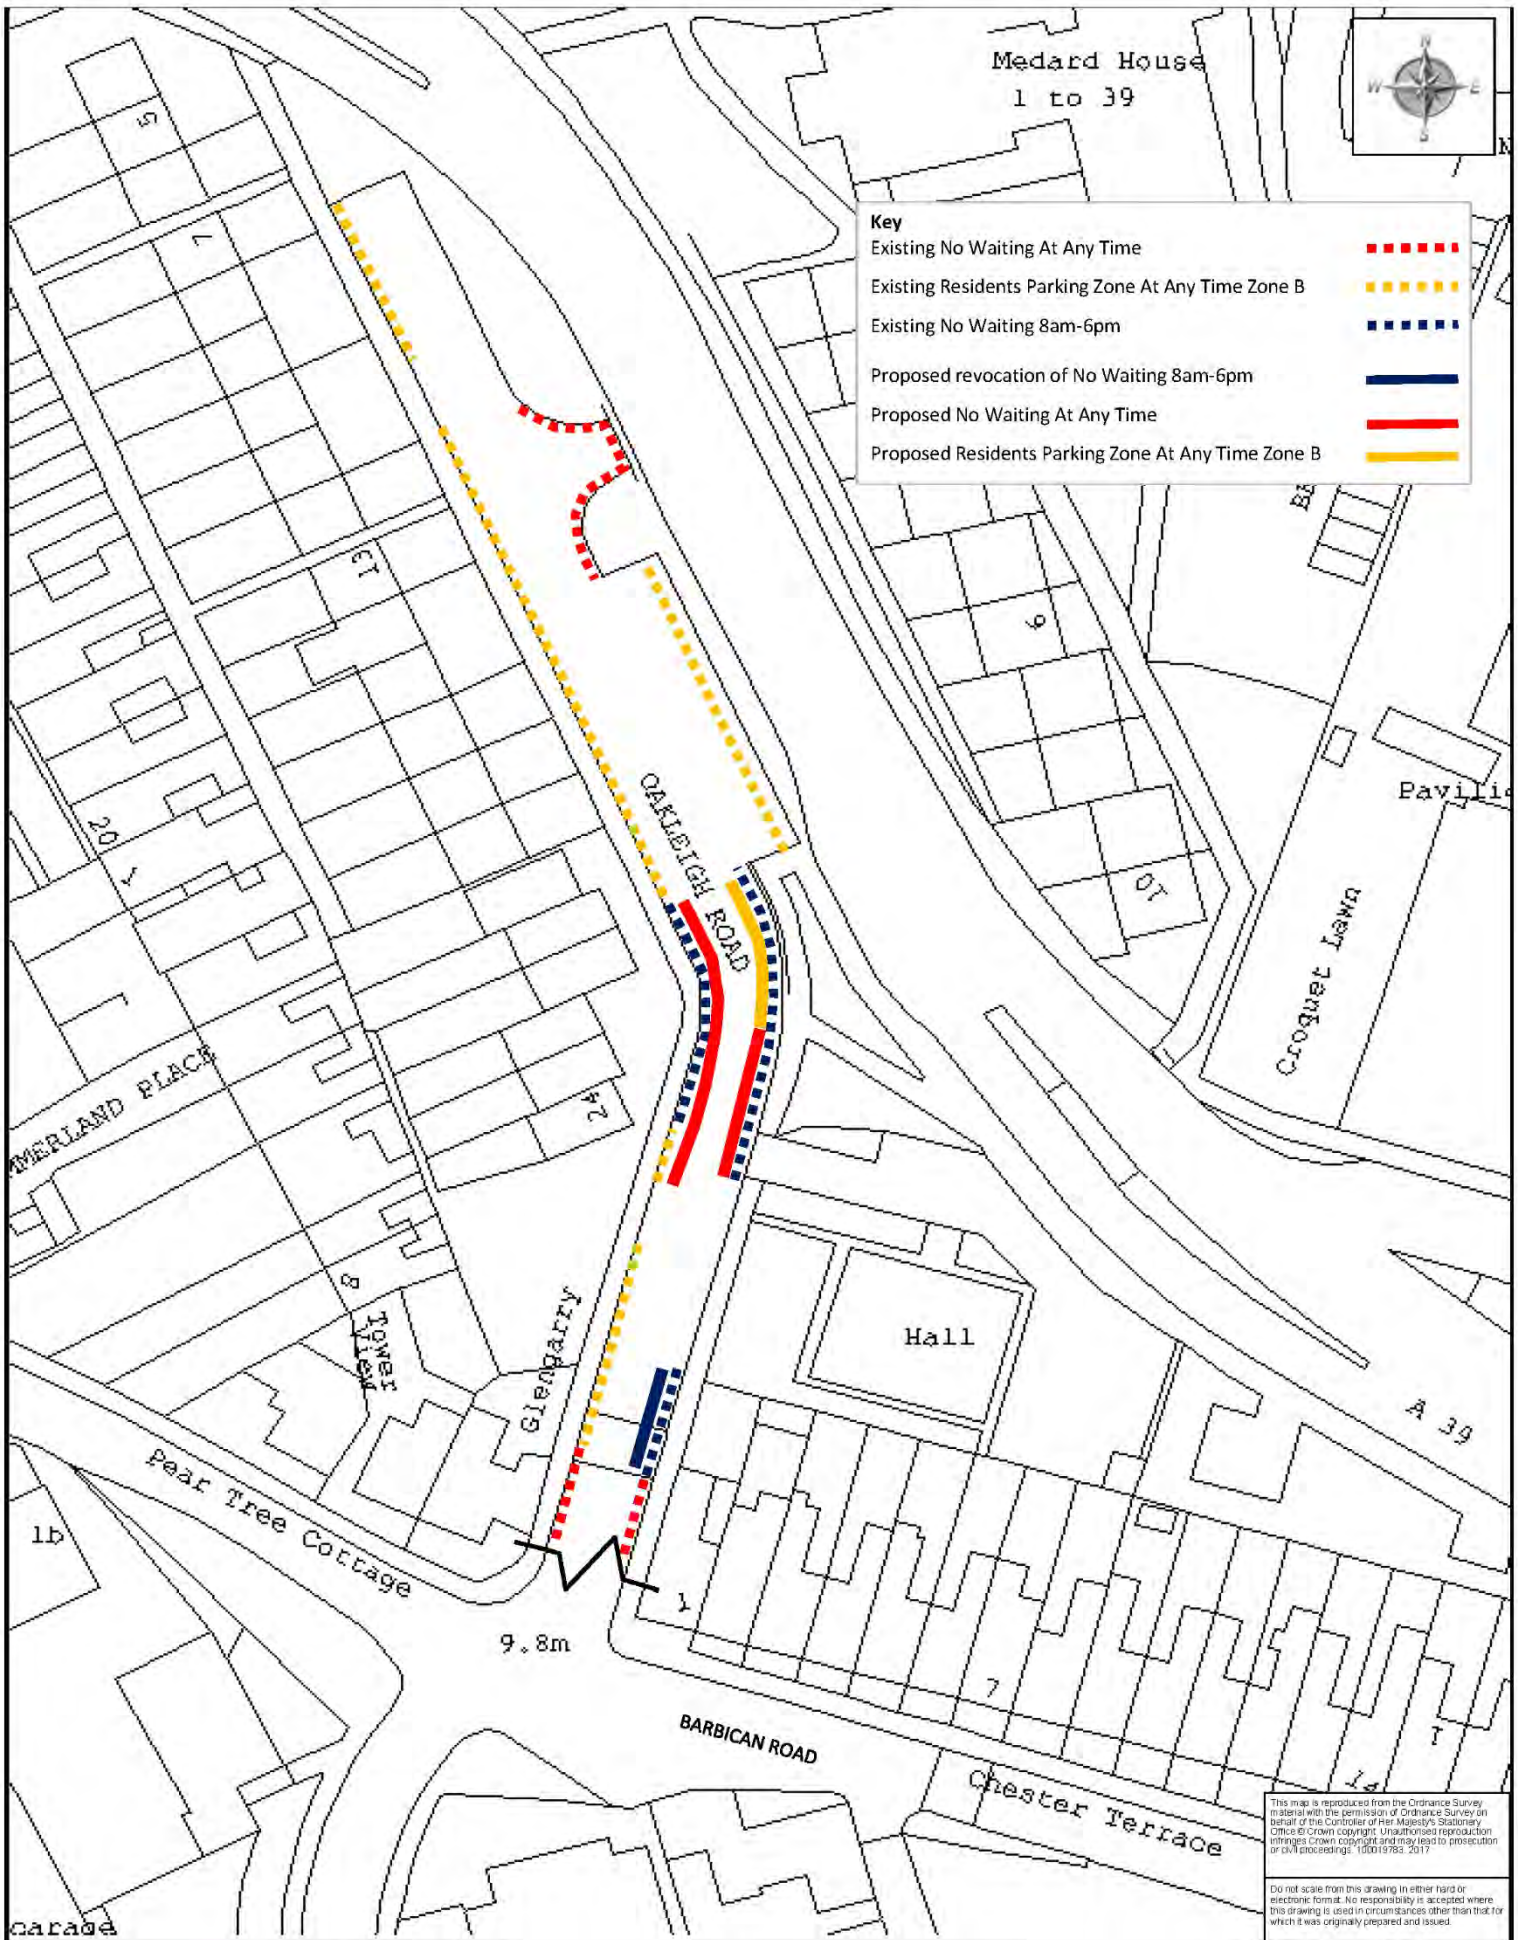 Medard House
1 to 39
N
W
E
S
N
Key
Existing No Waiting At Any Time
Existing Residents Parking Zone At Any Time Zone B
Existing No Waiting 8am-6pm
Proposed revocation of No Waiting 8am-6pm
Proposed No Waiting At Any Time
Proposed Residents Parking Zone At Any Time Zone B
5
7
13
9
20
1
10
24
OAKLEIGH ROAD
Pavili
Croquet Lawn
MMERLAND PLACE
8
Tower
View
Glengarry
Hall
A 39
Pear Tree Cottage
1b
1
9.8m
7
BARBICAN ROAD
Chester Terrace
14
garage
This map is reproduced from the Ordnance Survey
material with the permission of Ordnance Survey on
behalf of the Controller of Her Majesty's Stationery
Office © Crown copyright. Unauthorised reproduction
infringes Crown copyright and may lead to prosecution
or civil proceedings. 100019783. 2017
Do not scale from this drawing in either hard or
electronic format. No responsibility is accepted where
this drawing is used in circumstances other than that for
which it was originally prepared and issued.